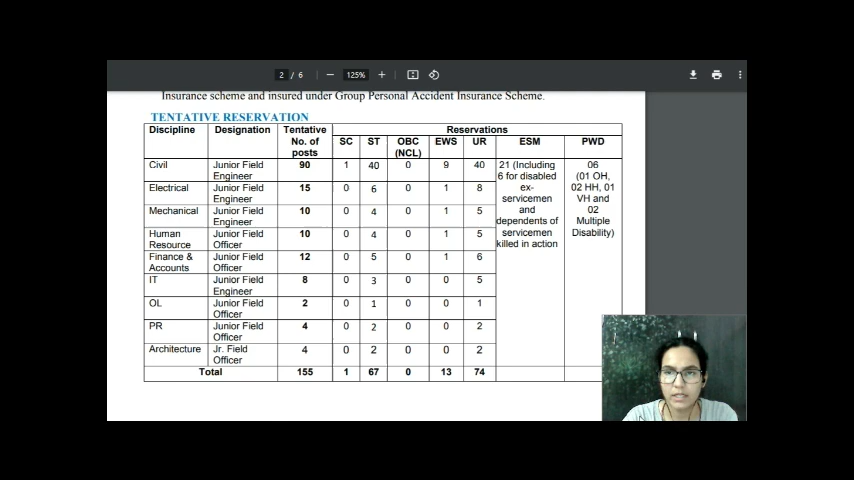 2 / 6
125%
Insurance scheme and insured under Group Personal Accident Insurance Scheme.
TENTATIVE RESERVATION
Discipline Designation Tentative No. of posts Reservations
SC ST OBC (NCL) EWS UR ESM PWD
Civil Junior Field Engineer 90 1 40 0 9 40 21 (Including 6 for disabled ex-servicemen and dependents of servicemen killed in action 06 (01 OH, 02 HH, 01 VH and 02 Multiple Disability)
Electrical Junior Field Engineer 15 0 6 0 1 8
Mechanical Junior Field Engineer 10 0 4 0 1 5
Human Resource Junior Field Officer 10 0 4 0 1 5
Finance & Accounts Junior Field Officer 12 0 5 0 1 6
IT Junior Field Engineer 8 0 3 0 0 5
OL Junior Field Officer 2 0 1 0 0 1
PR Junior Field Officer 4 0 2 0 0 2
Architecture Jr. Field Officer 4 0 2 0 0 2
Total 155 1 67 0 13 74